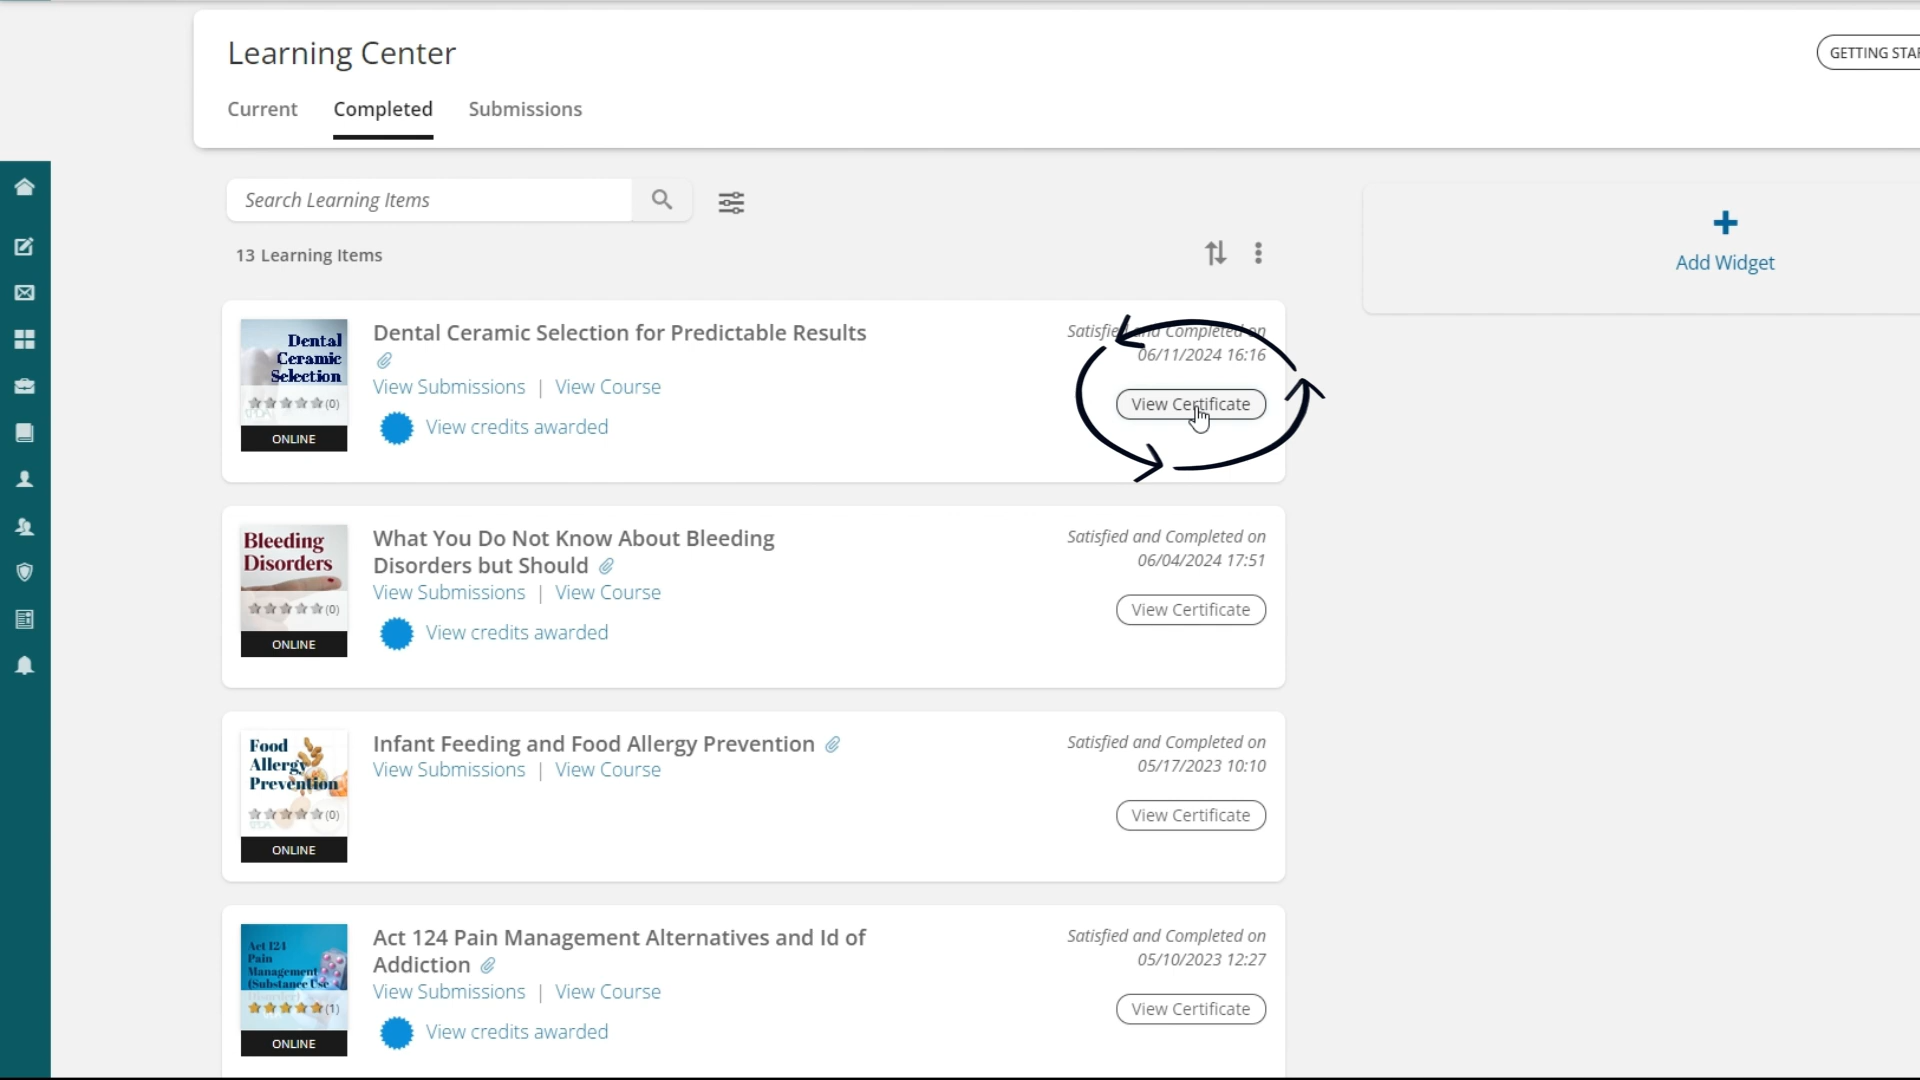 Learning Center
GETTING STAR
Current
Completed
Submissions
Search Learning Items
13 Learning Items
Add Widget
Dental
Ceramic
Selection
(0)
ONLINE
Dental Ceramic Selection for Predictable Results
View Submissions | View Course
View credits awarded
Satisfied and Completed on
06/11/2024 16:16
View Certificate
Bleeding
Disorders
(0)
ONLINE
What You Do Not Know About Bleeding
Disorders but Should
View Submissions | View Course
View credits awarded
Satisfied and Completed on
06/04/2024 17:51
View Certificate
Food
Allergy
Prevention
(0)
ONLINE
Infant Feeding and Food Allergy Prevention
View Submissions | View Course
Satisfied and Completed on
05/17/2023 10:10
View Certificate
Act 124
Pain
Management
(Substance Use
(1)
ONLINE
Act 124 Pain Management Alternatives and Id of
Addiction
View Submissions | View Course
View credits awarded
Satisfied and Completed on
05/10/2023 12:27
View Certificate